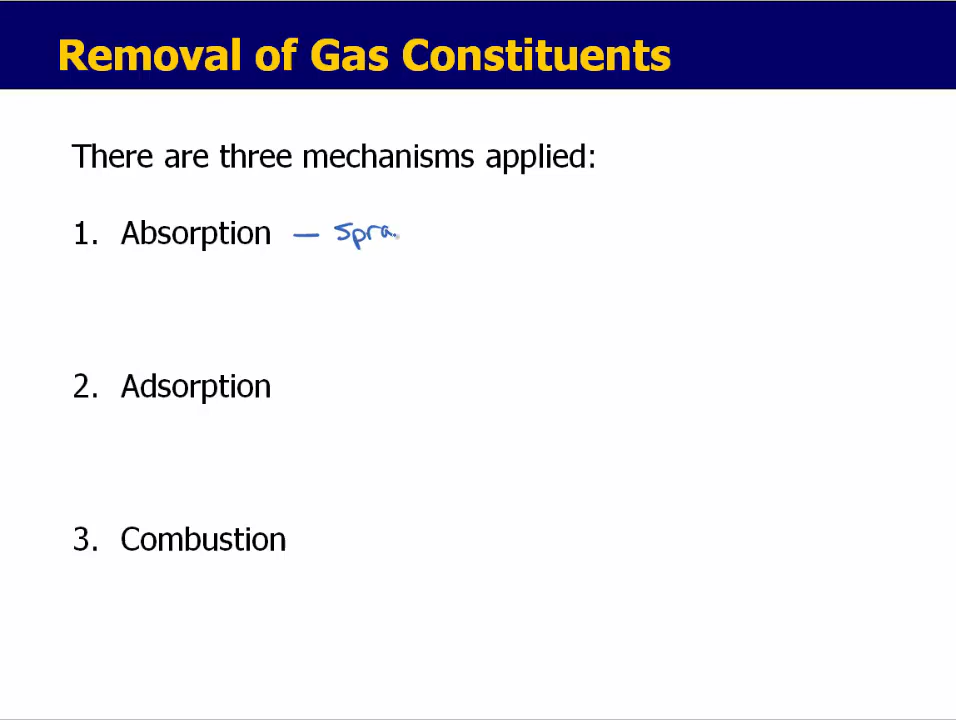 Removal of Gas Constituents
There are three mechanisms applied:
1. Absorption — spra
2. Adsorption
3. Combustion